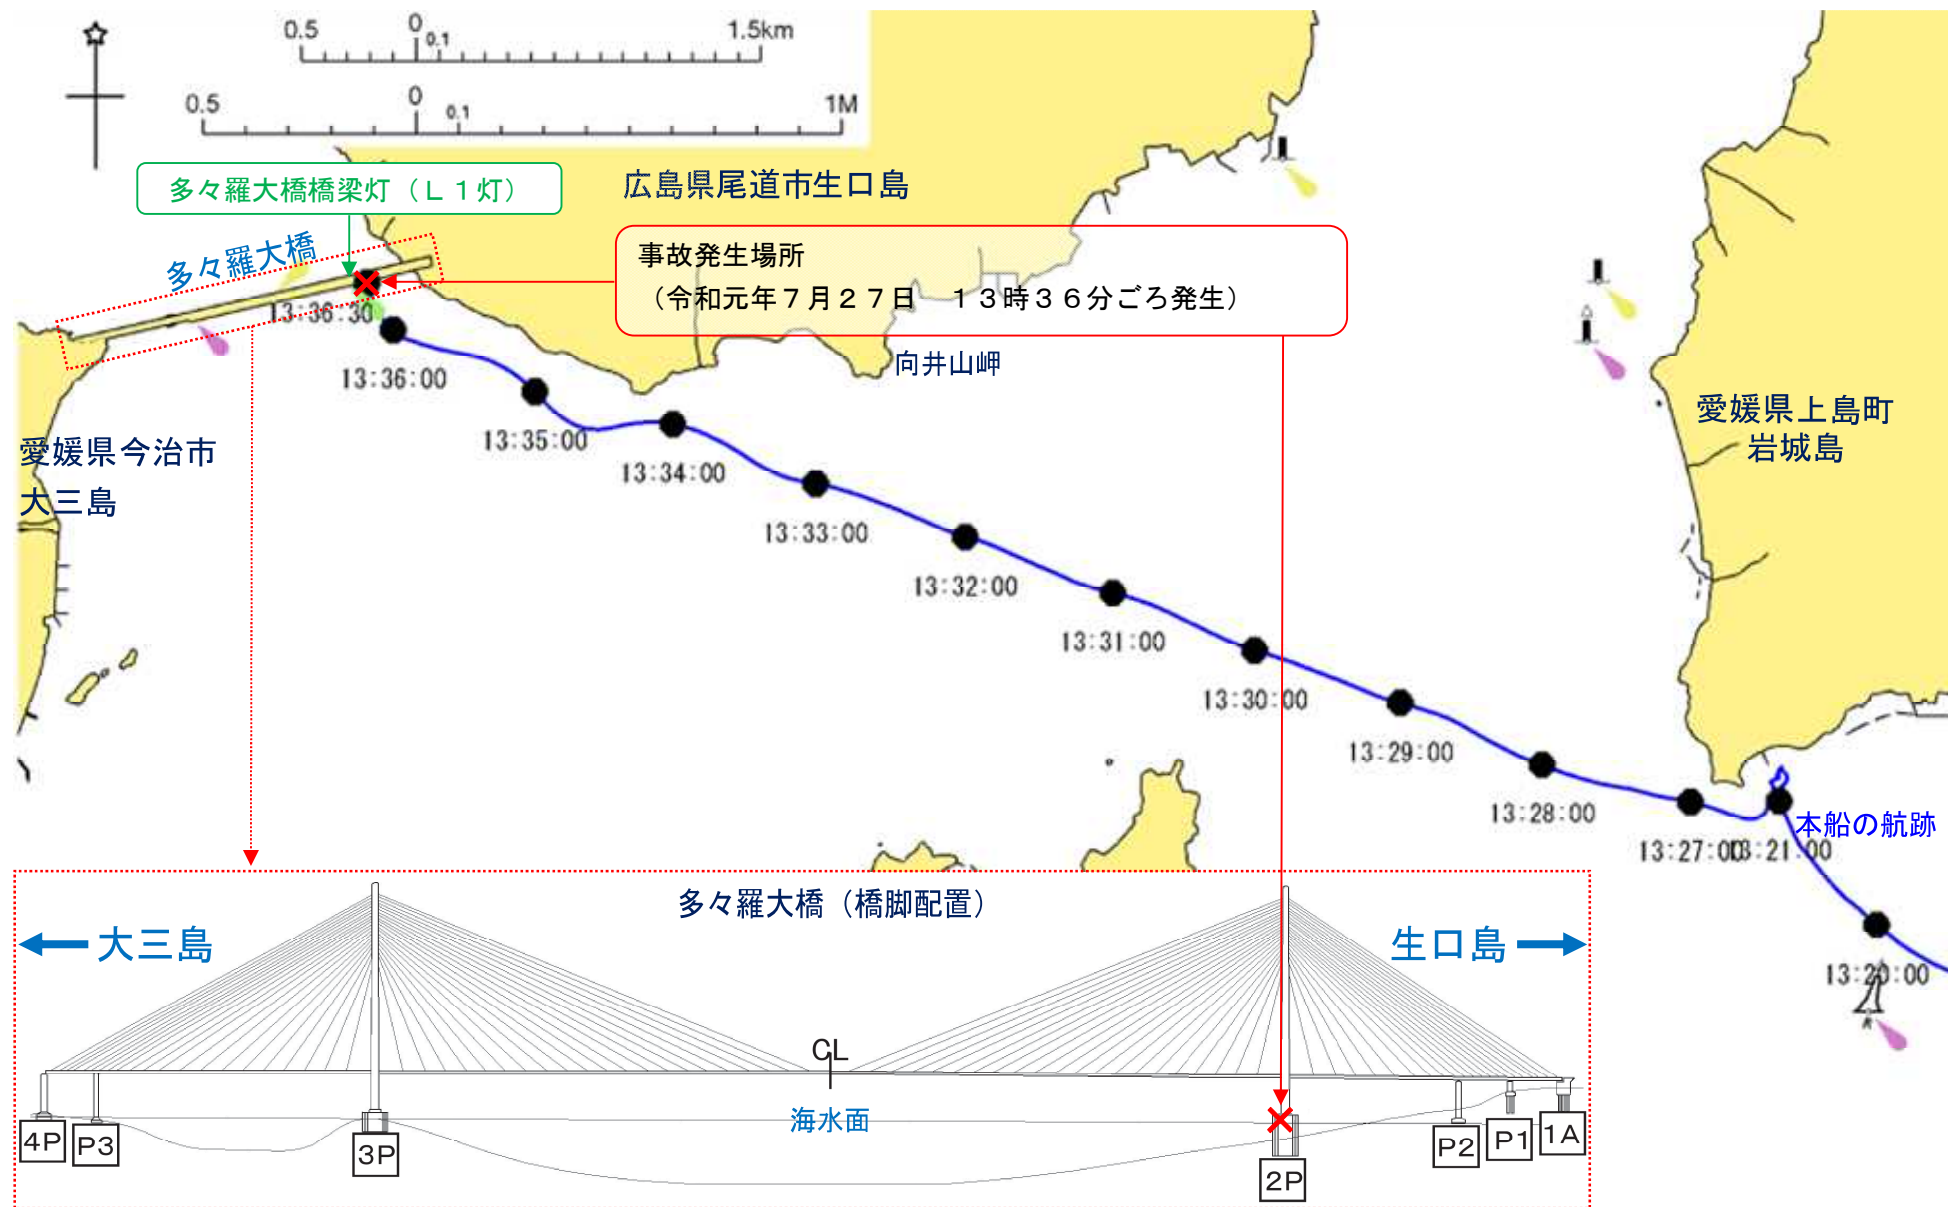 0.5 0 0.1 1.5km
0.5 0 0.1 1M
多々羅大橋橋梁灯（Ｌ１灯）
広島県尾道市生口島
多々羅大橋
事故発生場所
（令和元年７月２７日　１３時３６分ごろ発生）
13:36:30
13:36:00
向井山岬
13:35:00
13:34:00
愛媛県今治市
大三島
愛媛県上島町
岩城島
13:33:00
13:32:00
13:31:00
13:30:00
13:29:00
13:28:00
13:27:00
13:21:00
本船の航跡
13:20:00
R
多々羅大橋（橋脚配置）
大三島
生口島
CL
海水面
4P
P3
3P
2P
P2
P1
1A